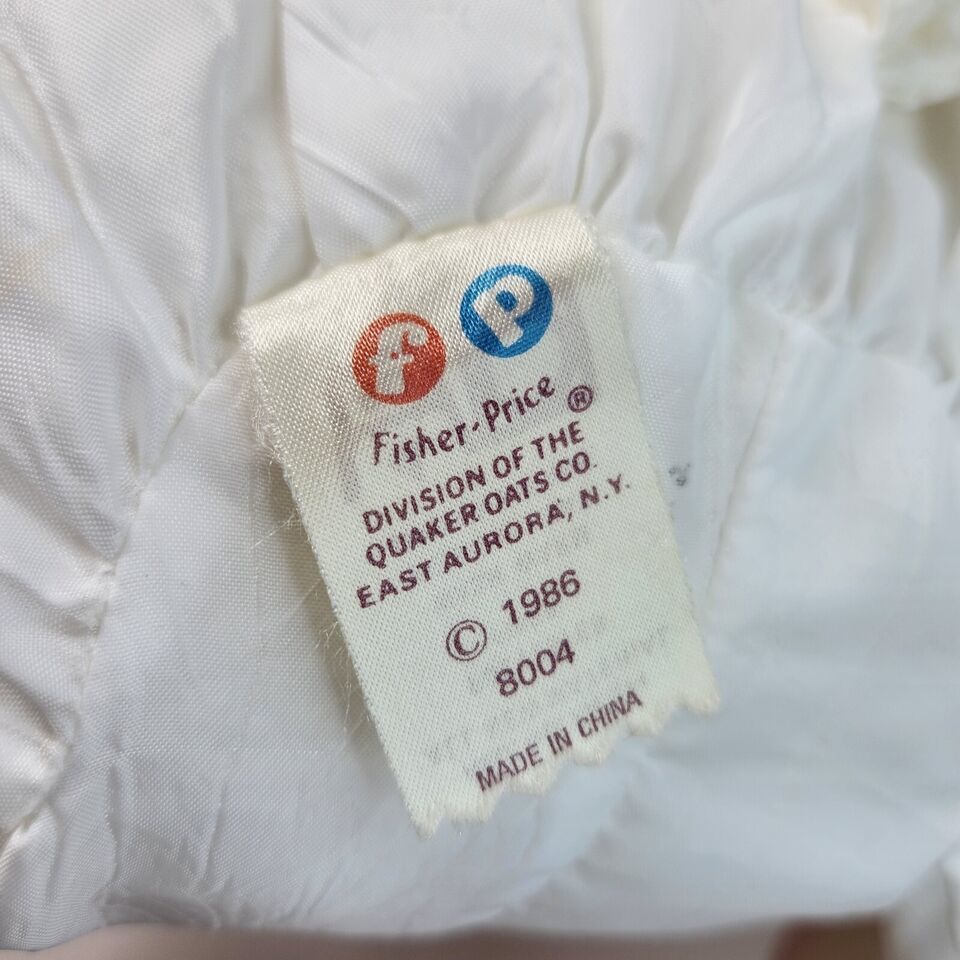 f P
Fisher-Price ®
DIVISION OF THE
QUAKER OATS CO.
EAST AURORA, N.Y.
© 1986
8004
MADE IN CHINA